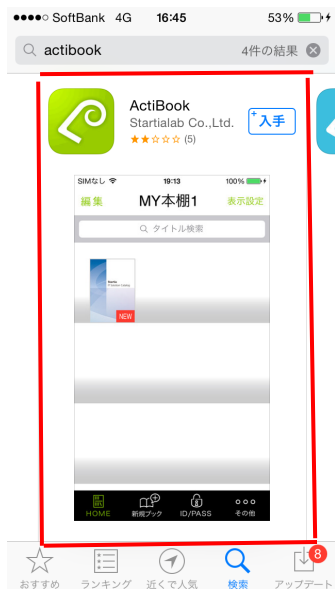 SoftBank 4G 16:45 53%
actibook 4件の結果
ActiBook
Startialab Co.,Ltd.
(5)
+入手
SIMなし 19:13 100%
編集 MY本棚1 表示設定
タイトル検索
NEW
HOME 新規ブック ID/PASS その他
8
おすすめ ランキング 近くで人気 検索 アップデート